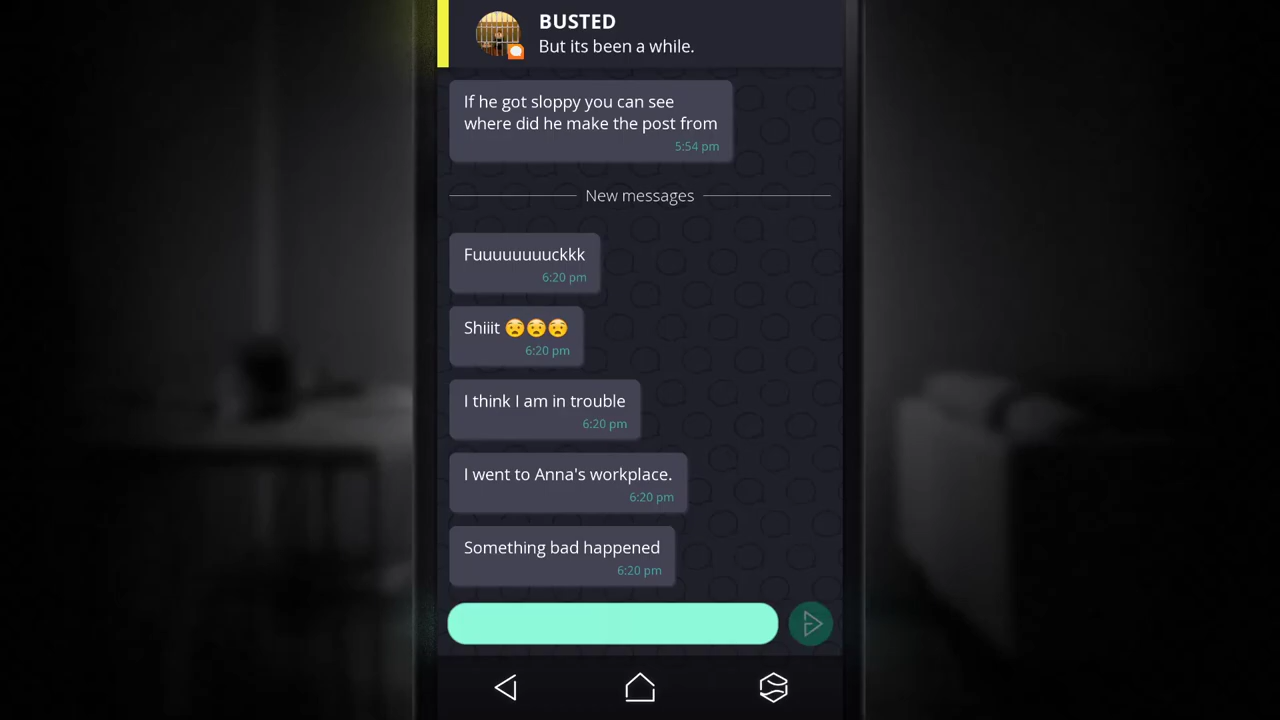 BUSTED
But its been a while.
If he got sloppy you can see
where did he make the post from
5:54 pm
New messages
Fuuuuuuuuckkk
6:20 pm
Shiiit 😟😟😟
6:20 pm
I think I am in trouble
6:20 pm
I went to Anna's workplace.
6:20 pm
Something bad happened
6:20 pm